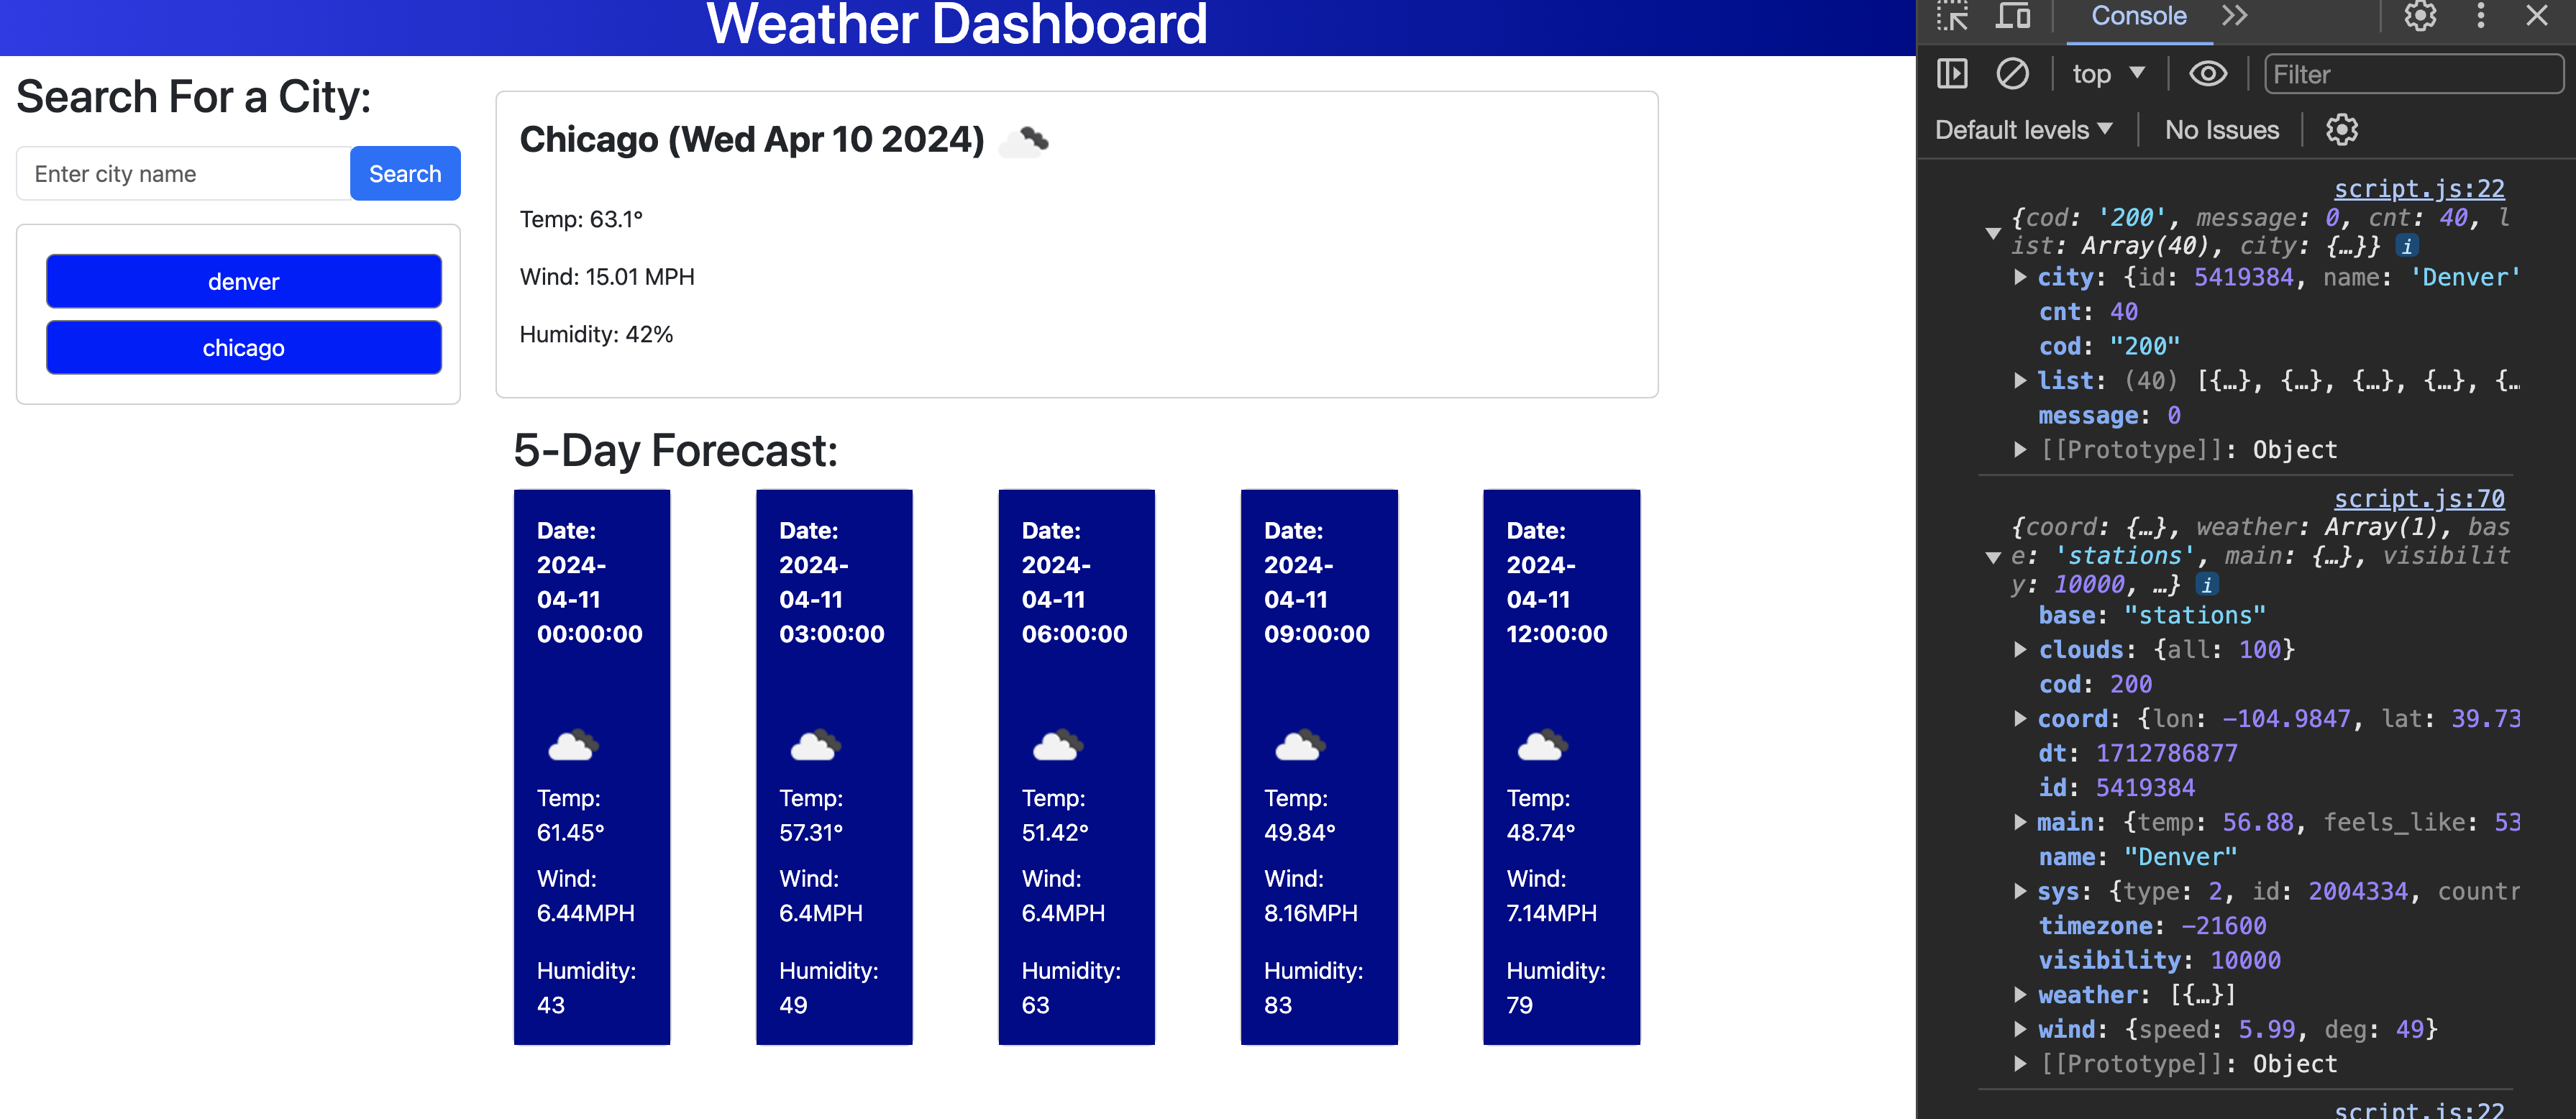 Weather Dashboard
Search For a City:
Enter city name
Search
denver
chicago
Chicago (Wed Apr 10 2024)
Temp: 63.1°
Wind: 15.01 MPH
Humidity: 42%
5-Day Forecast:
Date:
2024-
04-11
00:00:00
Temp:
61.45°
Wind:
6.44MPH
Humidity:
43
Date:
2024-
04-11
03:00:00
Temp:
57.31°
Wind:
6.4MPH
Humidity:
49
Date:
2024-
04-11
06:00:00
Temp:
51.42°
Wind:
6.4MPH
Humidity:
63
Date:
2024-
04-11
09:00:00
Temp:
49.84°
Wind:
8.16MPH
Humidity:
83
Date:
2024-
04-11
12:00:00
Temp:
48.74°
Wind:
7.14MPH
Humidity:
79
Console
top
Filter
Default levels
No Issues
script.js:22
{cod: '200', message: 0, cnt: 40, l
ist: Array(40), city: {…}} i
city: {id: 5419384, name: 'Denver'
cnt: 40
cod: "200"
list: (40) [{…}, {…}, {…}, {…}, {…
message: 0
[[Prototype]]: Object
script.js:70
{coord: {…}, weather: Array(1), bas
e: 'stations', main: {…}, visibilit
y: 10000, …} i
base: "stations"
clouds: {all: 100}
cod: 200
coord: {lon: -104.9847, lat: 39.73
dt: 1712786877
id: 5419384
main: {temp: 56.88, feels_like: 53
name: "Denver"
sys: {type: 2, id: 2004334, countr
timezone: -21600
visibility: 10000
weather: [{…}]
wind: {speed: 5.99, deg: 49}
[[Prototype]]: Object
script.js:22